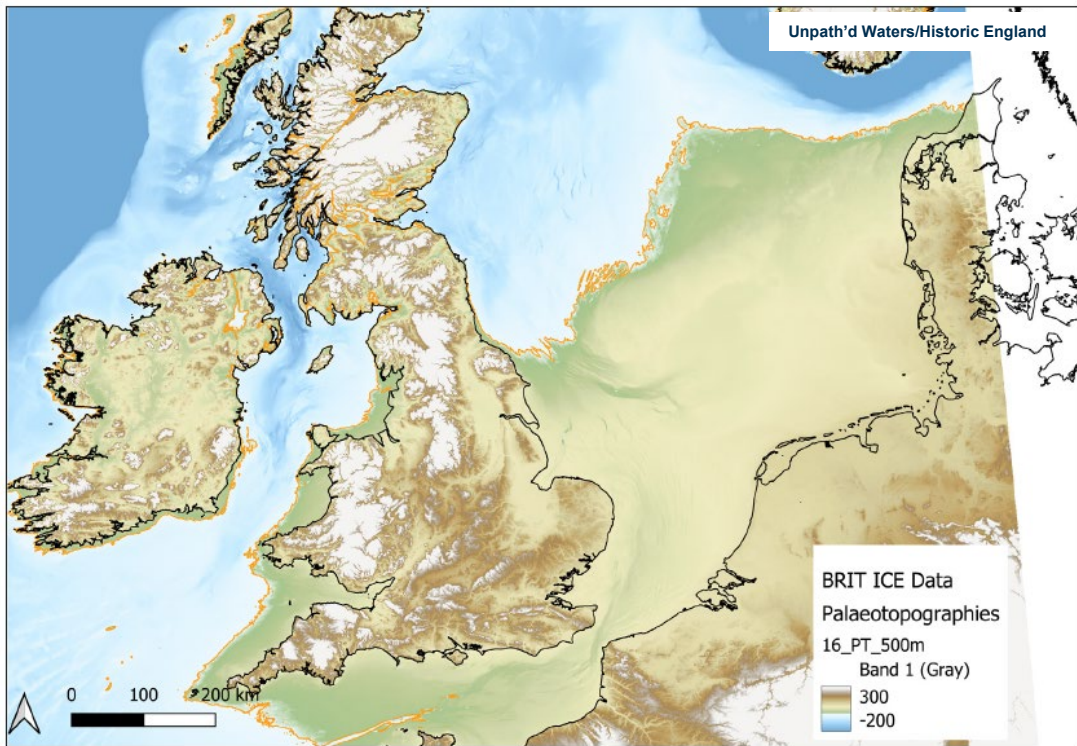 Unpath’d Waters/Historic England
BRIT ICE Data
Palaeotopographies
16_PT_500m
Band 1 (Gray)
300
-200
0 100 200 km